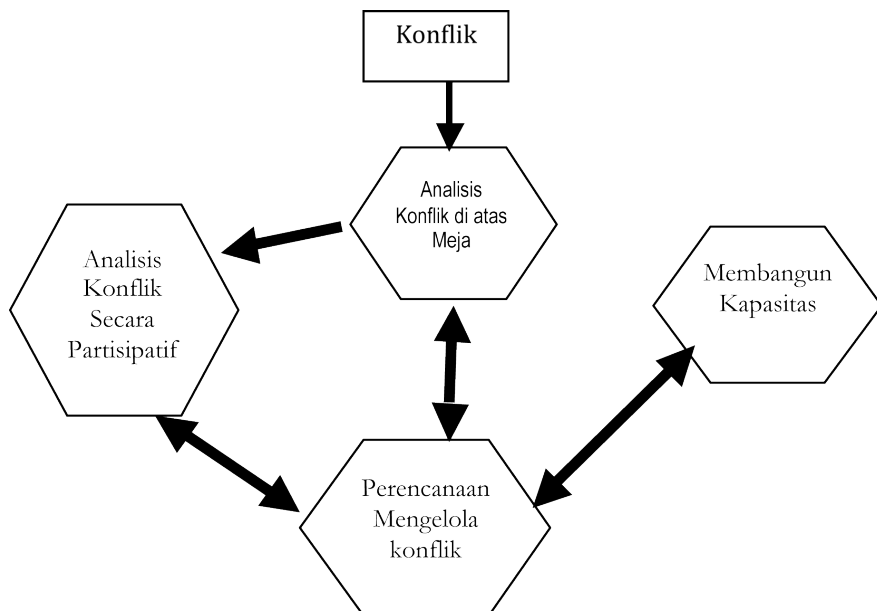 Konflik
Analisis
Konflik di atas
Meja
Analisis
Konflik
Secara
Partisipatif
Membangun
Kapasitas
Perencanaan
Mengelola
konflik